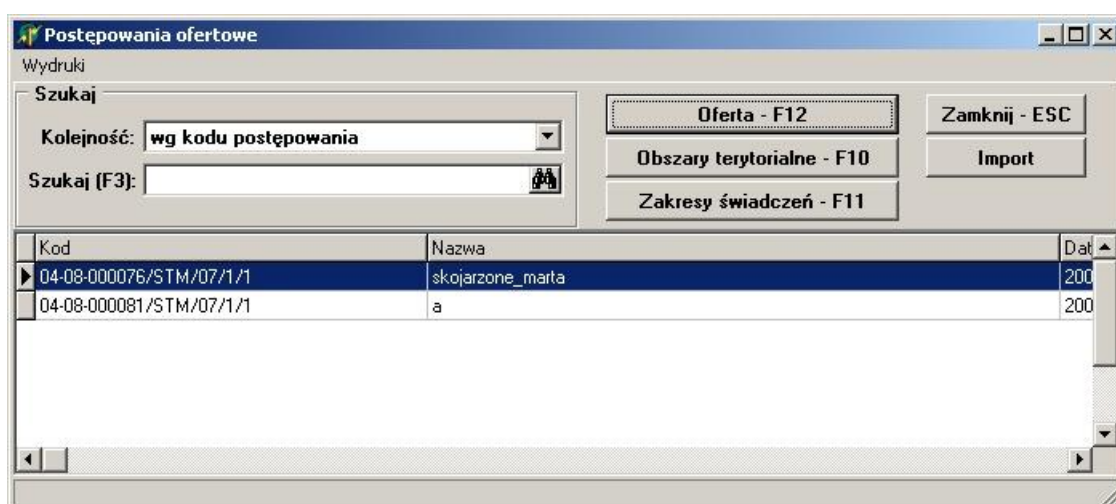 Postępowania ofertowe
Wydruki
Szukaj
Kolejność: wg kodu postępowania
Szukaj (F3):
Oferta - F12
Obszary terytorialne - F10
Zakresy świadczeń - F11
Zamknij - ESC
Import
Kod Nazwa Dat
04-08-000076/STM/07/1/1 skojarzone_marta 200
04-08-000081/STM/07/1/1 a 200